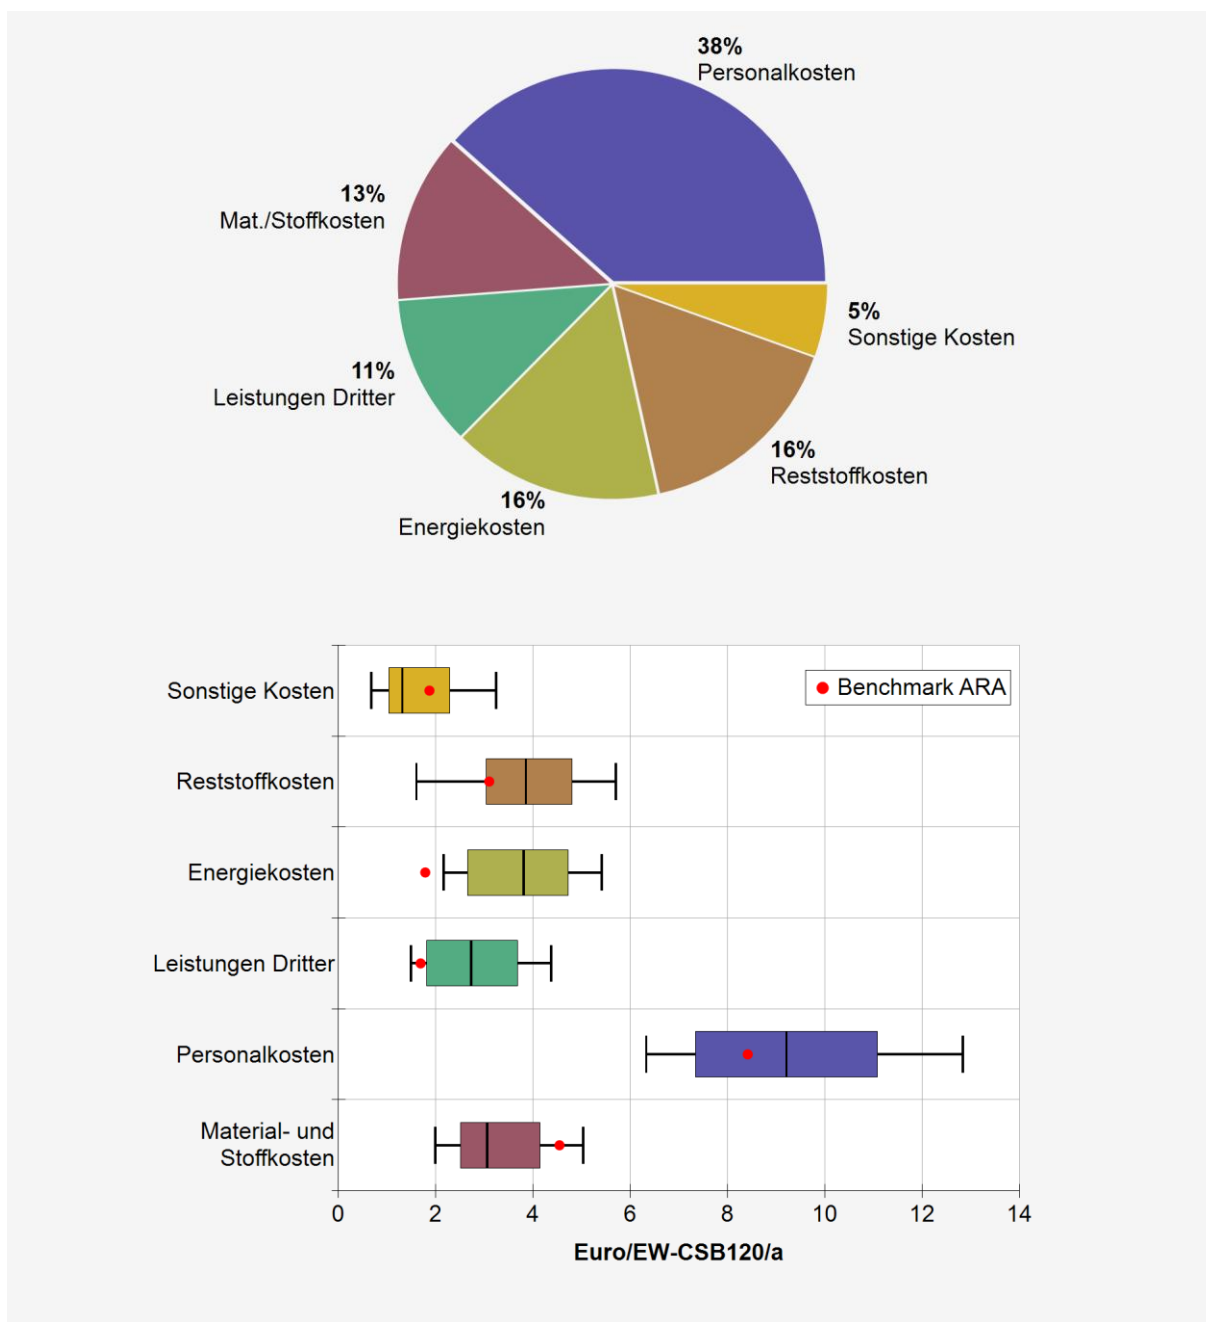 38%
Personalkosten
13%
Mat./Stoffkosten
5%
Sonstige Kosten
11%
Leistungen Dritter
16%
Reststoffkosten
16%
Energiekosten
Sonstige Kosten
Benchmark ARA
Reststoffkosten
Energiekosten
Leistungen Dritter
Personalkosten
Material- und
Stoffkosten
0 2 4 6 8 10 12 14
Euro/EW-CSB120/a